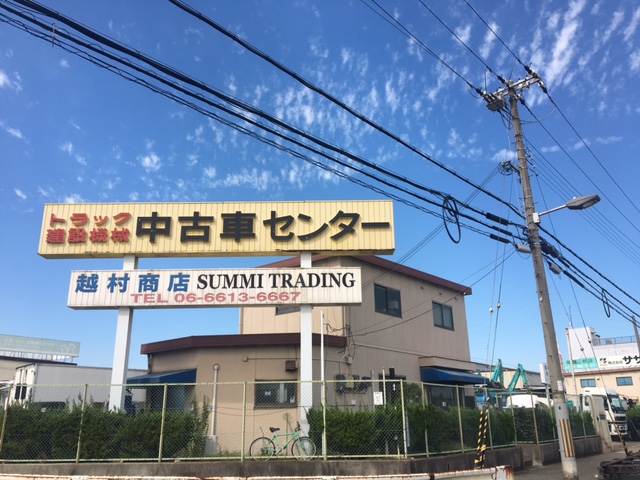 トラック
建設機械
中古車センター
越村商店 SUMMI TRADING
TEL 06-6613-6667